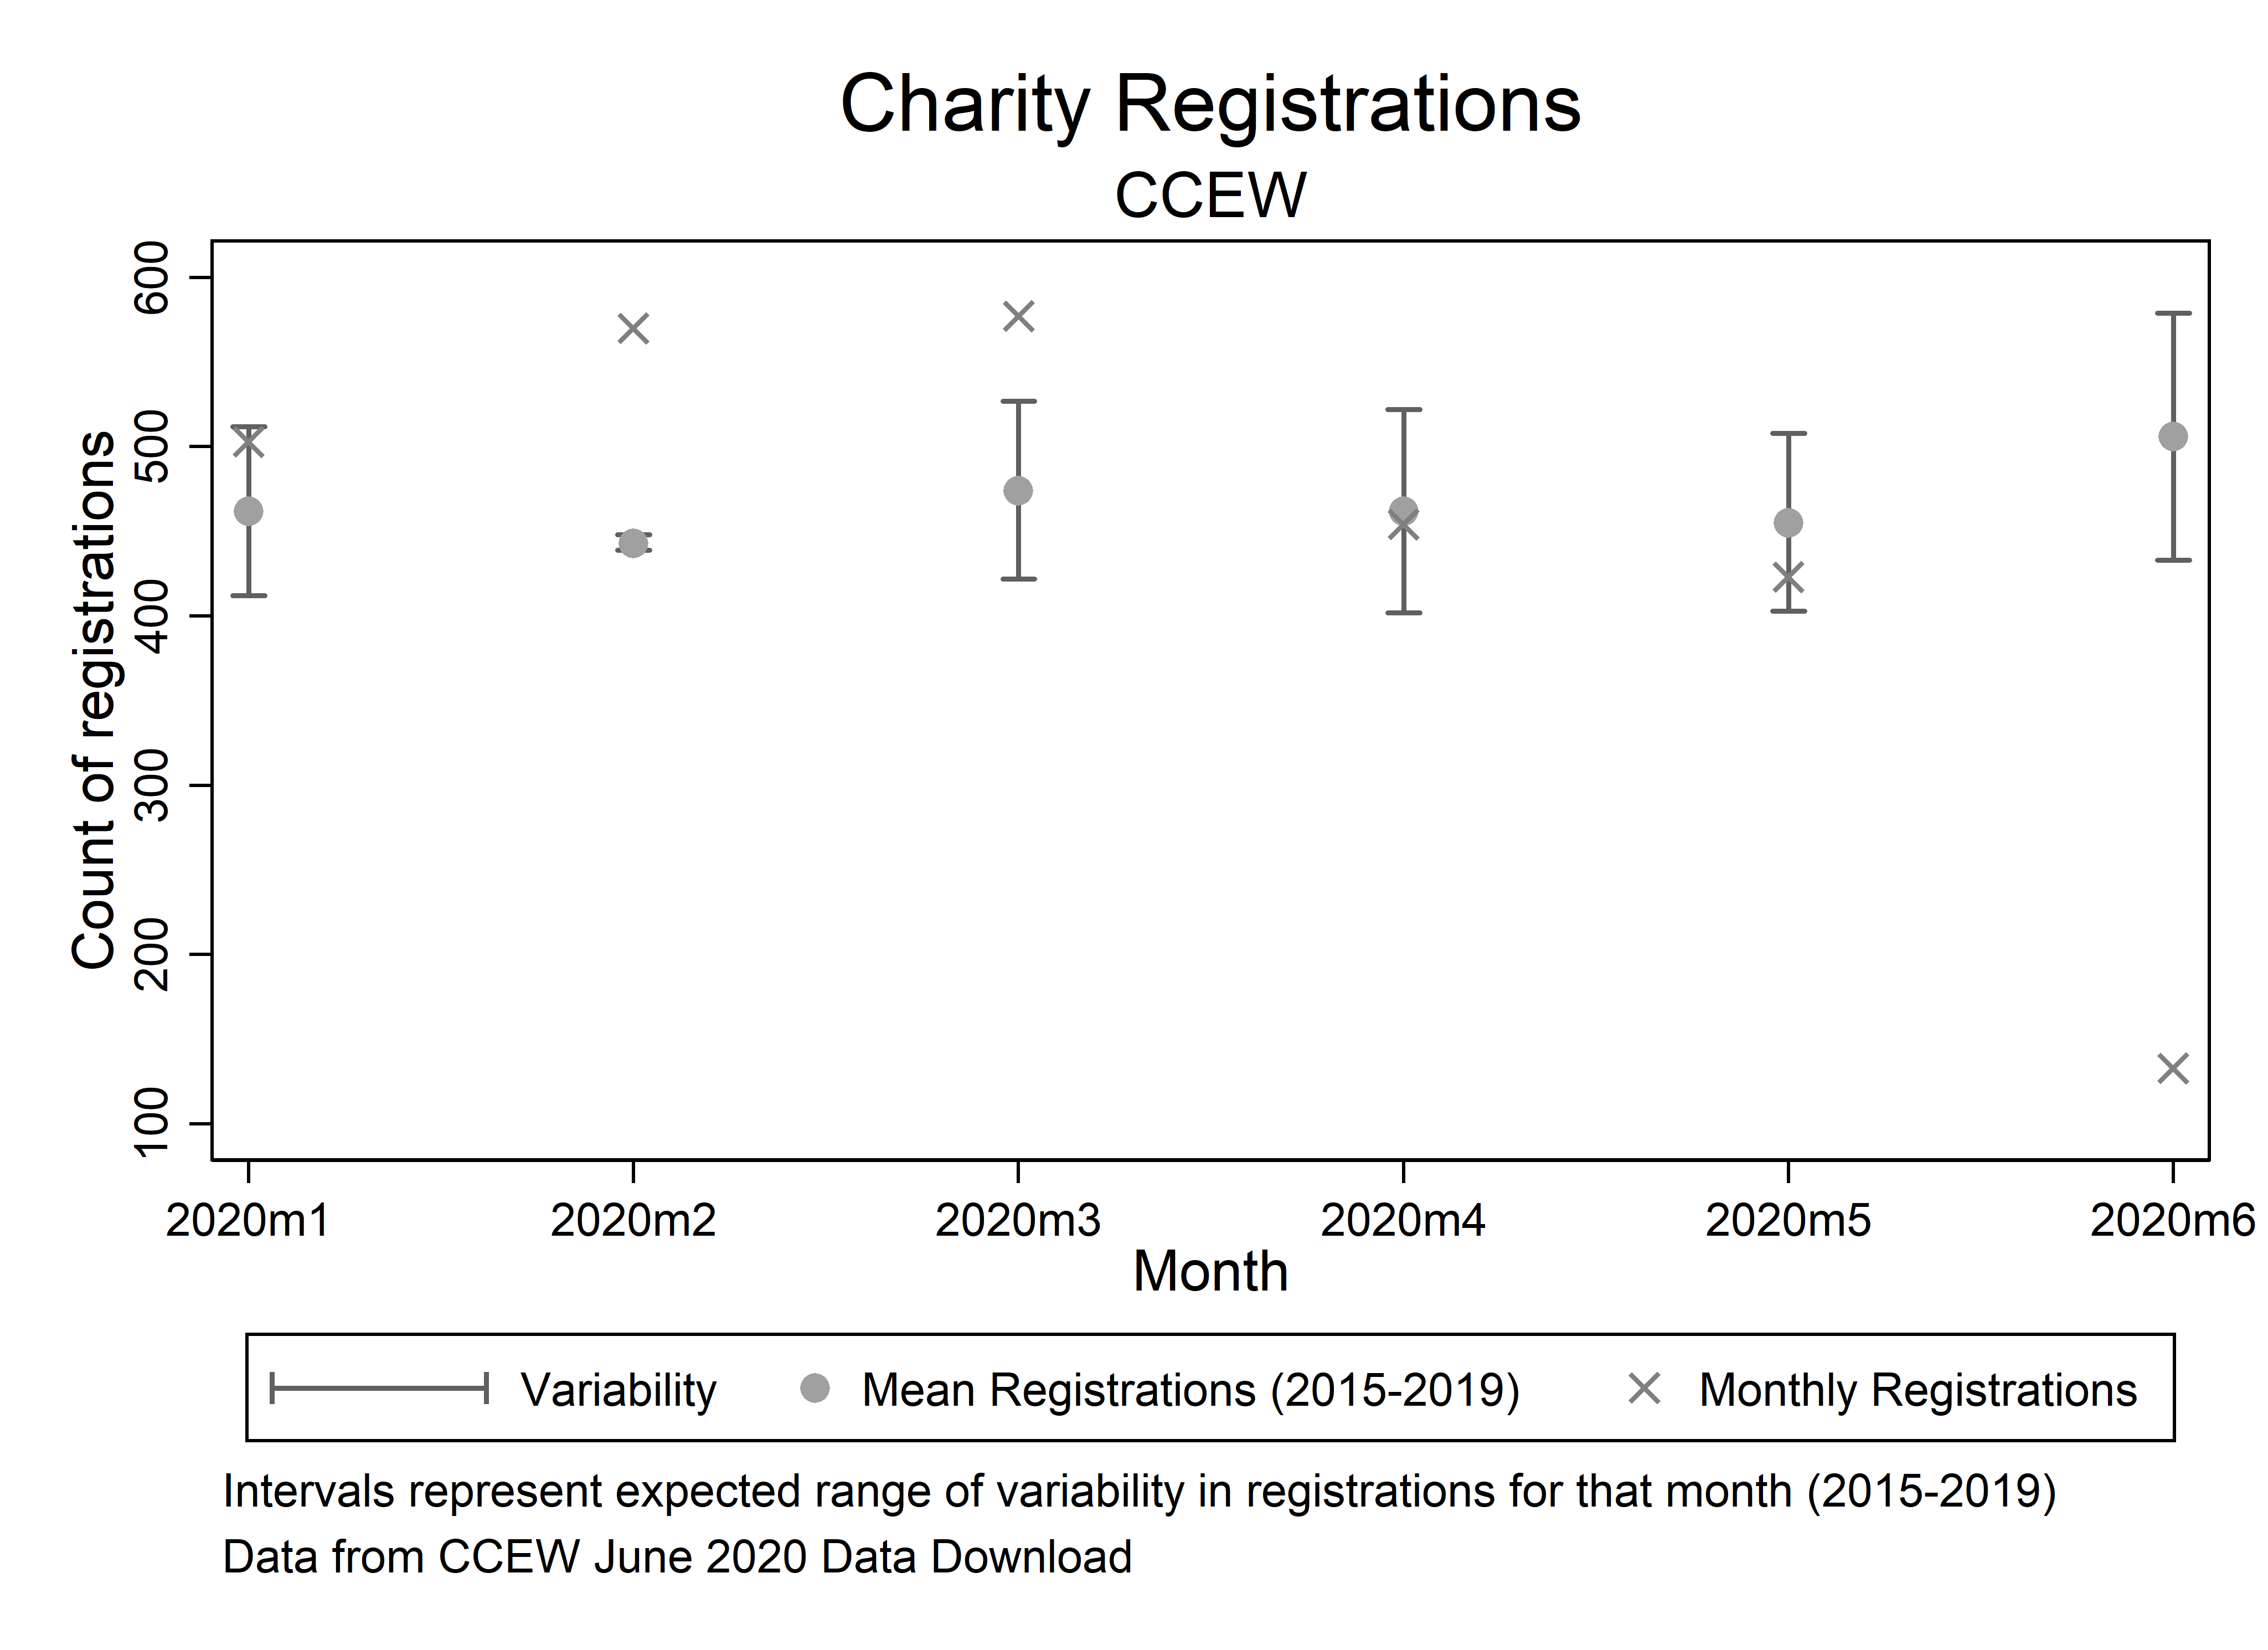 Charity Registrations
CCEW
Count of registrations
600
500
400
300
200
100
2020m1 2020m2 2020m3 2020m4 2020m5 2020m6
Month
Variability Mean Registrations (2015-2019) Monthly Registrations
Intervals represent expected range of variability in registrations for that month (2015-2019)
Data from CCEW June 2020 Data Download